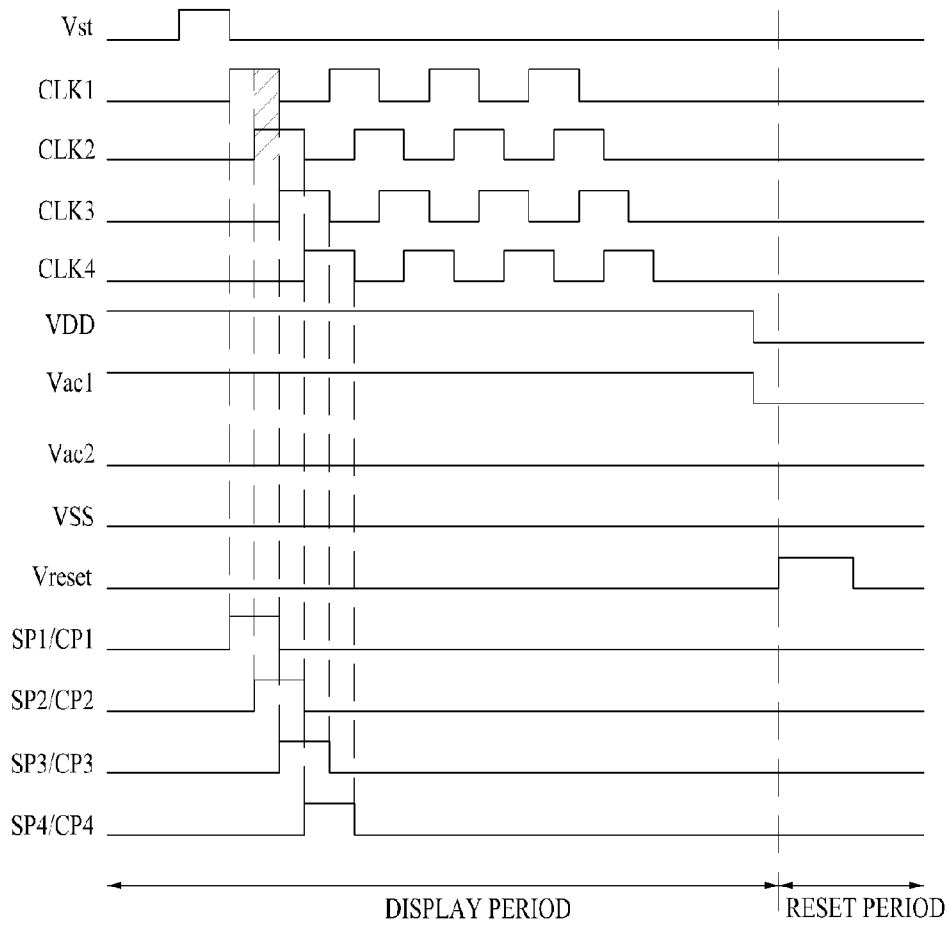 Vst
CLK1
CLK2
CLK3
CLK4
VDD
Vac1
Vac2
VSS
Vreset
SP1/CP1
SP2/CP2
SP3/CP3
SP4/CP4
DISPLAY PERIOD
RESET PERIOD